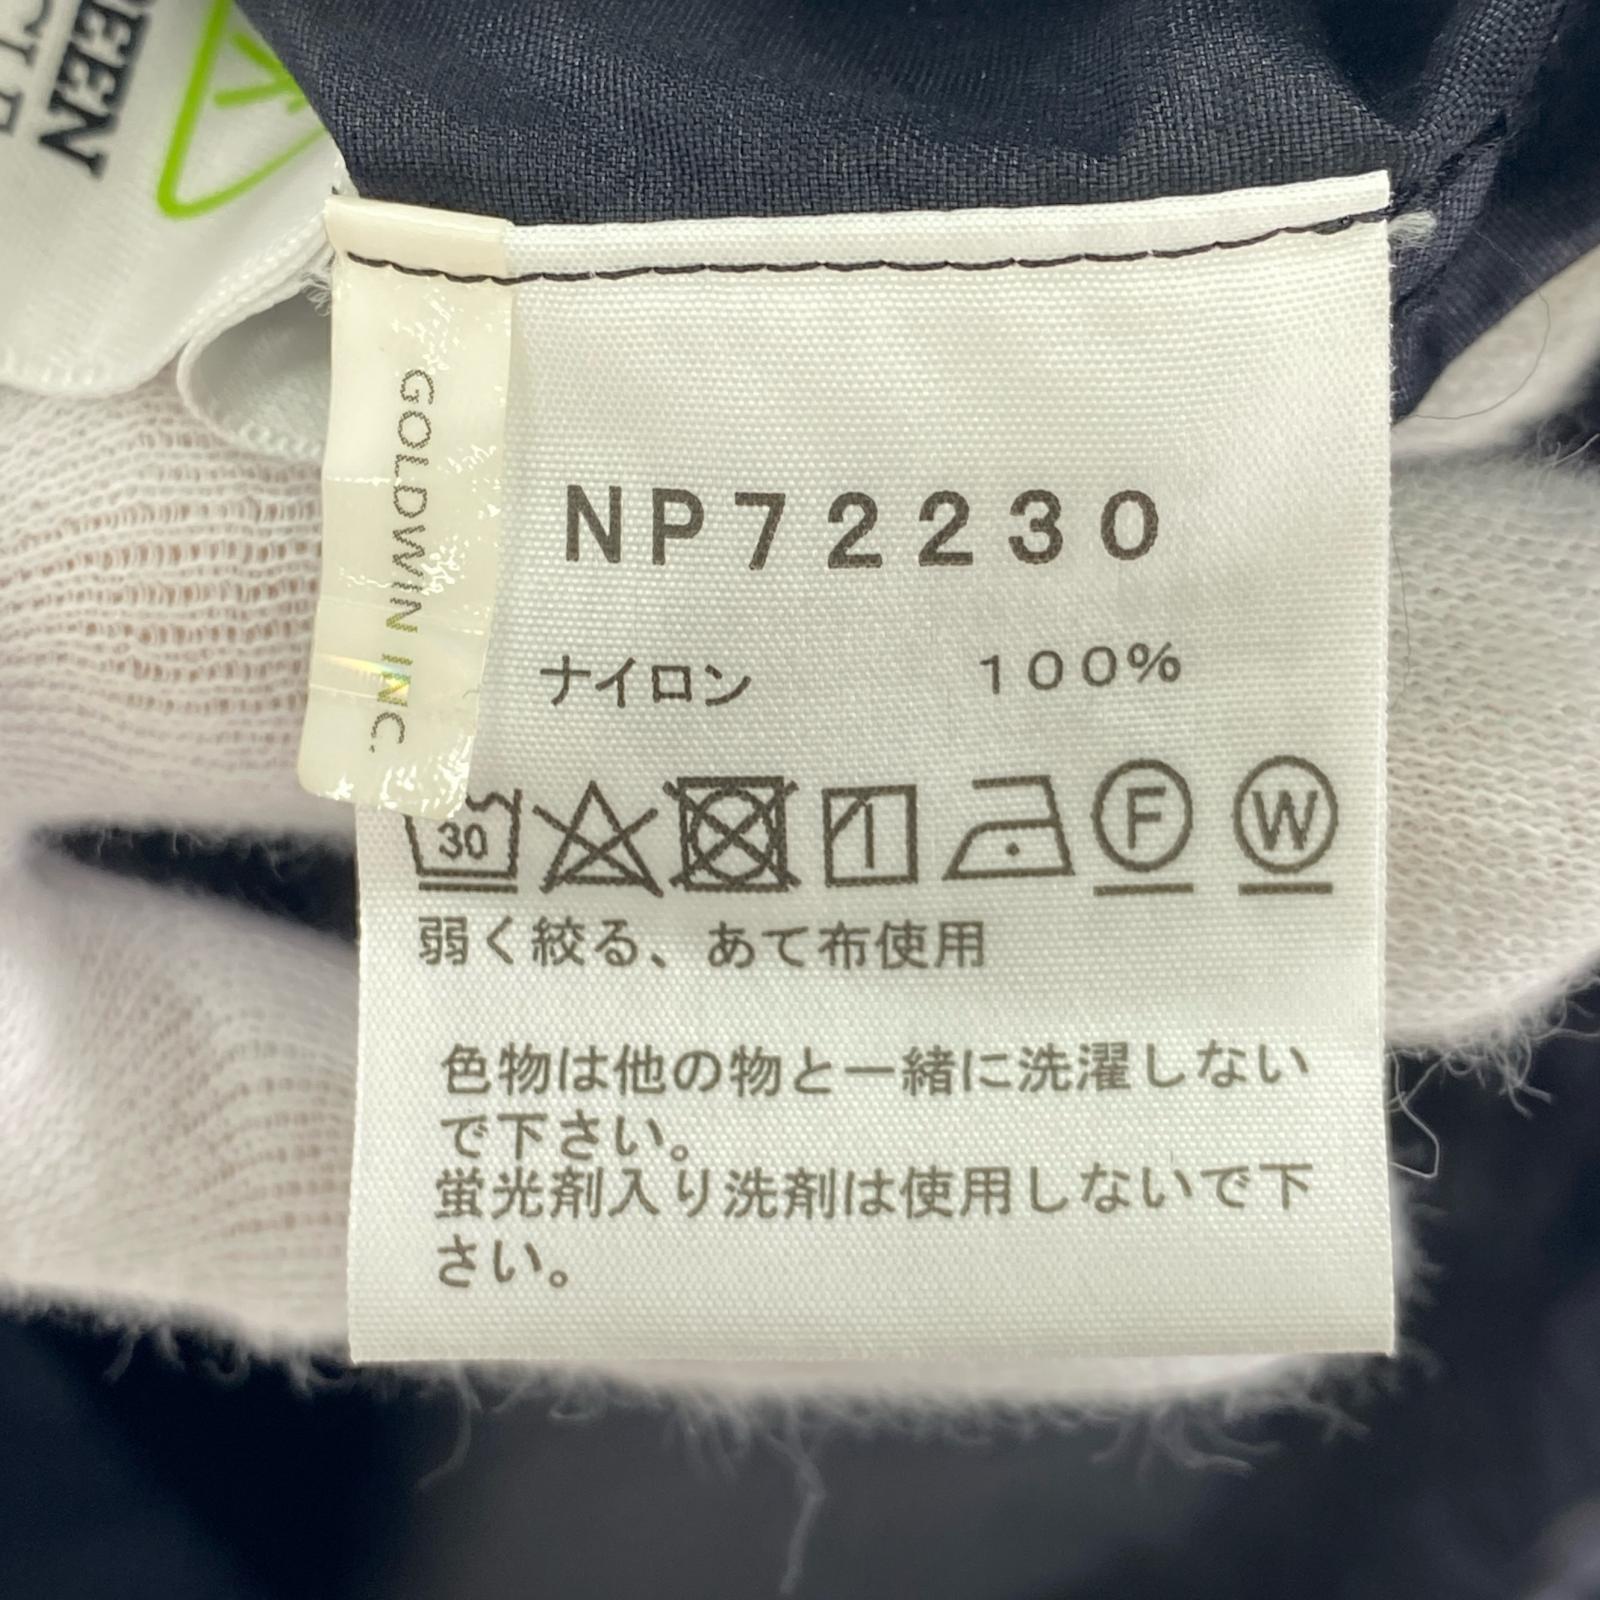 GREEN
GOLDWIN INC.
NP72230
ナイロン 100%
30
F
W
弱く絞る、あて布使用
色物は他の物と一緒に洗濯しない
で下さい。
蛍光剤入り洗剤は使用しないで下
さい。